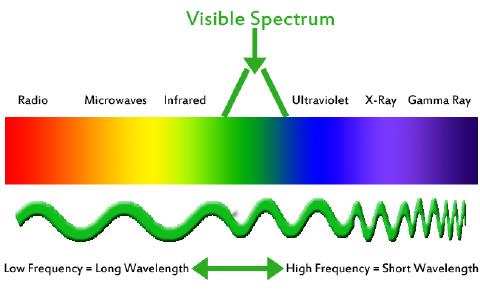 Visible Spectrum
Radio Microwaves Infrared Ultraviolet X-Ray Gamma Ray
Low Frequency = Long Wavelength High Frequency = Short Wavelength